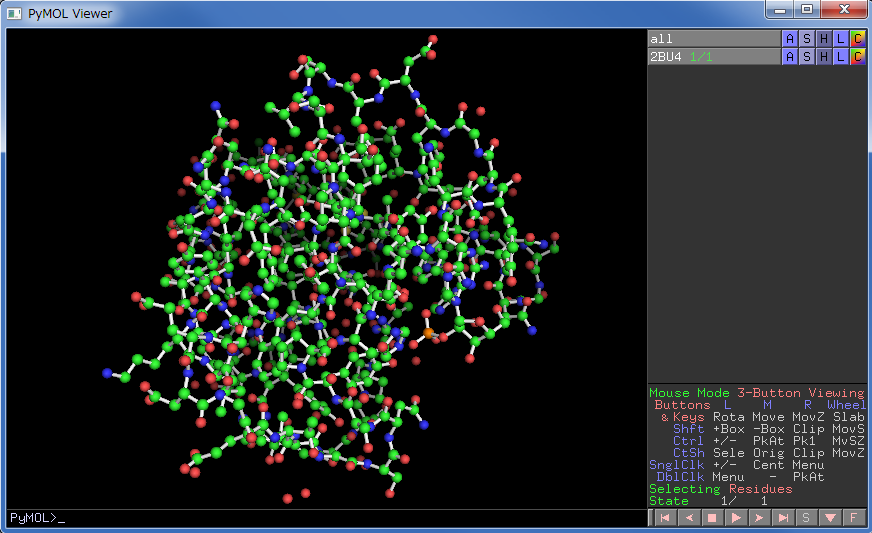 PyMOL Viewer
all A S H L C
2BU4 1/1 A S H L C
Mouse Mode 3-Button Viewing
Buttons L M R Wheel
& Keys Rota Move MovZ Slab
Shft +Box -Box Clip MovS
Ctrl +/- PkAt Pk1 MvSZ
CtSh Sele Orig Clip MovZ
SnglClk +/- Cent Menu
DblClk Menu - PkAt
Selecting Residues
State 1/ 1
PyMOL>_ S F